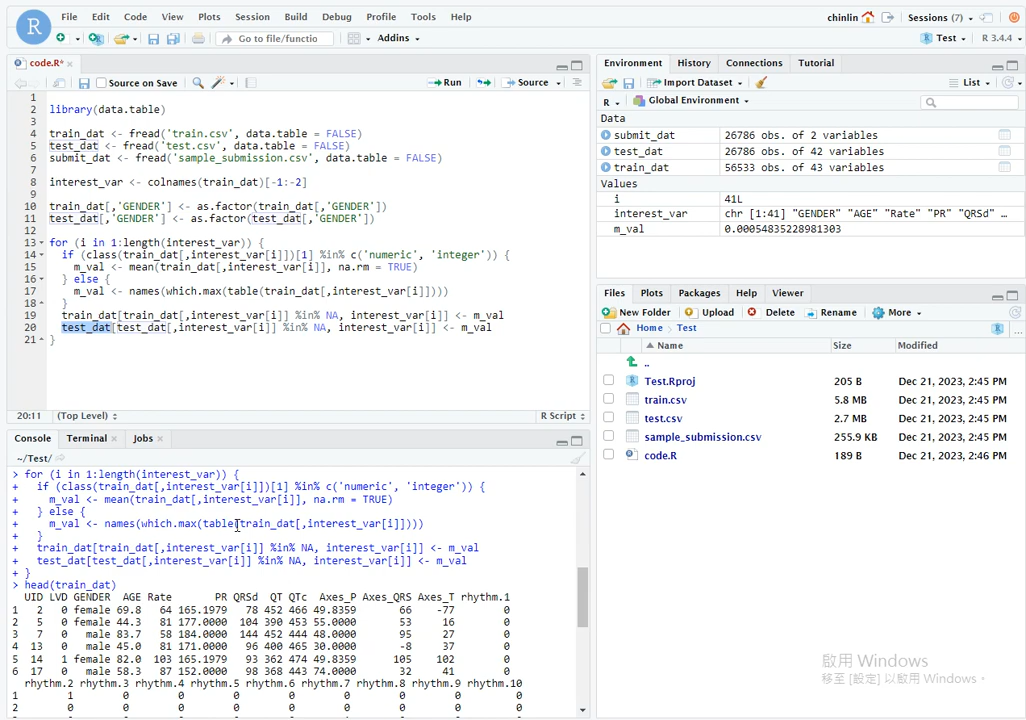 File Edit Code View Plots Session Build Debug Profile Tools Help
chinlin Sessions (7)
Go to file/functio Addins
Test R 3.4.4
code.R*
Source on Save Run Source
1
2 library(data.table)
3
4 train_dat <- fread('train.csv', data.table = FALSE)
5 test_dat <- fread('test.csv', data.table = FALSE)
6 submit_dat <- fread('sample_submission.csv', data.table = FALSE)
7
8 interest_var <- colnames(train_dat)[-1:-2]
9
10 train_dat[,'GENDER'] <- as.factor(train_dat[,'GENDER'])
11 test_dat[,'GENDER'] <- as.factor(test_dat[,'GENDER'])
12
13 for (i in 1:length(interest_var)) {
14 if (class(train_dat[,interest_var[i]])[1] %in% c('numeric', 'integer')) {
15 m_val <- mean(train_dat[,interest_var[i]], na.rm = TRUE)
16 } else {
17 m_val <- names(which.max(table(train_dat[,interest_var[i]])))
18 }
19 train_dat[train_dat[,interest_var[i]] %in% NA, interest_var[i]] <- m_val
20 test_dat[test_dat[,interest_var[i]] %in% NA, interest_var[i]] <- m_val
21 }
20:11 (Top Level) R Script
Console Terminal Jobs
~/Test/
> for (i in 1:length(interest_var)) {
+ if (class(train_dat[,interest_var[i]])[1] %in% c('numeric', 'integer')) {
+ m_val <- mean(train_dat[,interest_var[i]], na.rm = TRUE)
+ } else {
+ m_val <- names(which.max(table(train_dat[,interest_var[i]])))
+ }
+ train_dat[train_dat[,interest_var[i]] %in% NA, interest_var[i]] <- m_val
+ test_dat[test_dat[,interest_var[i]] %in% NA, interest_var[i]] <- m_val
+ }
> head(train_dat)
UID LVD GENDER AGE Rate PR QRSd QT QTc Axes_P Axes_QRS Axes_T rhythm.1
1 2 0 female 69.8 64 165.1979 78 452 466 49.8359 66 -77 0
2 5 0 female 44.3 81 177.0000 104 390 453 55.0000 53 16 0
3 7 0 male 83.7 58 184.0000 144 452 444 48.0000 95 27 0
4 13 0 male 45.0 81 171.0000 96 400 465 30.0000 -8 37 0
5 14 1 female 82.0 103 165.1979 93 362 474 49.8359 105 102 0
6 17 0 male 58.3 87 152.0000 98 368 443 74.0000 32 41 0
rhythm.2 rhythm.3 rhythm.4 rhythm.5 rhythm.6 rhythm.7 rhythm.8 rhythm.9 rhythm.10
1 1 0 0 0 0 0 0 0 0
2 0 0 0 0 0 0 0 0 0
Environment History Connections Tutorial
Import Dataset List
R Global Environment
Data
submit_dat 26786 obs. of 2 variables
test_dat 26786 obs. of 42 variables
train_dat 56533 obs. of 43 variables
Values
i 41L
interest_var chr [1:41] "GENDER" "AGE" "Rate" "PR" "QRSd" …
m_val 0.00054835228981303
Files Plots Packages Help Viewer
New Folder Upload Delete Rename More
Home Test
Name Size Modified
..
Test.Rproj 205 B Dec 21, 2023, 2:45 PM
train.csv 5.8 MB Dec 21, 2023, 2:45 PM
test.csv 2.7 MB Dec 21, 2023, 2:45 PM
sample_submission.csv 255.9 KB Dec 21, 2023, 2:45 PM
code.R 189 B Dec 21, 2023, 2:46 PM
啟用 Windows
移至 [設定] 以啟用 Windows。